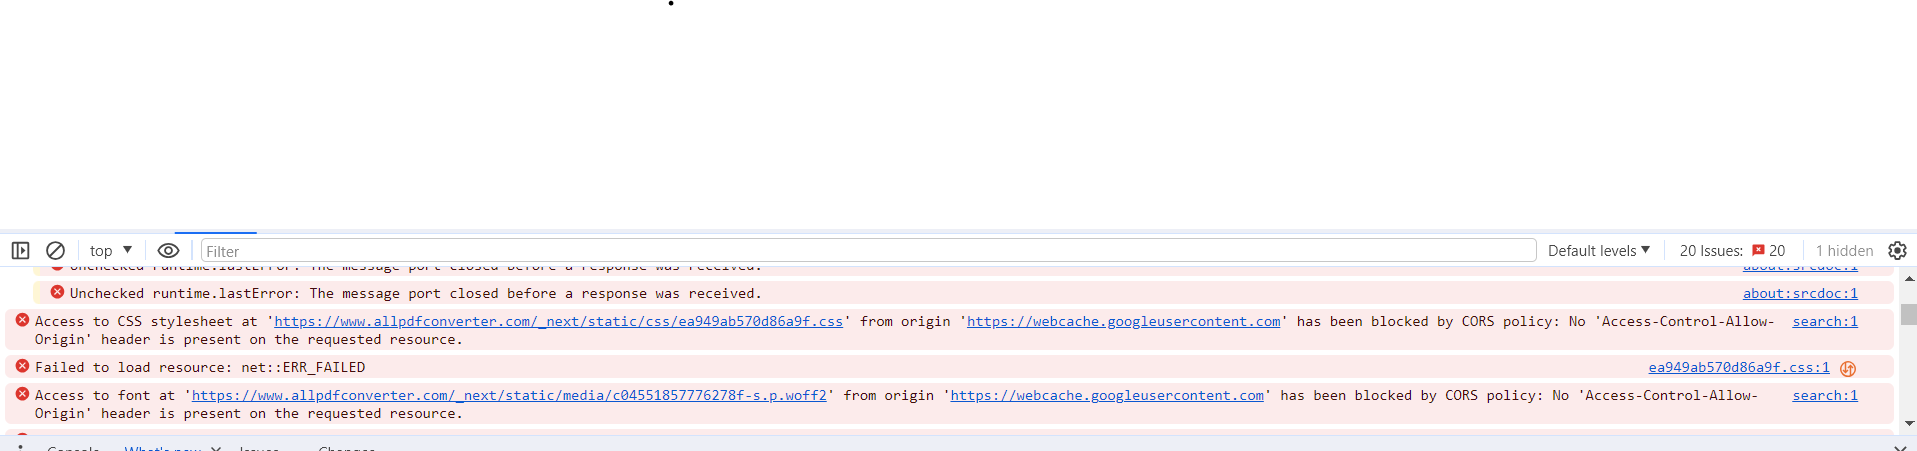 top
Filter
Default levels
20 Issues:
20
1 hidden
Unchecked runtime.lastError: The message port closed before a response was received.
about:srcdoc:1
Unchecked runtime.lastError: The message port closed before a response was received.
about:srcdoc:1
Access to CSS stylesheet at 'https://www.allpdfconverter.com/_next/static/css/ea949ab570d86a9f.css' from origin 'https://webcache.googleusercontent.com' has been blocked by CORS policy: No 'Access-Control-Allow-
search:1
Origin' header is present on the requested resource.
Failed to load resource: net::ERR_FAILED
ea949ab570d86a9f.css:1
Access to font at 'https://www.allpdfconverter.com/_next/static/media/c04551857776278f-s.p.woff2' from origin 'https://webcache.googleusercontent.com' has been blocked by CORS policy: No 'Access-Control-Allow-
search:1
Origin' header is present on the requested resource.
Console
What's new
Issues
Changes